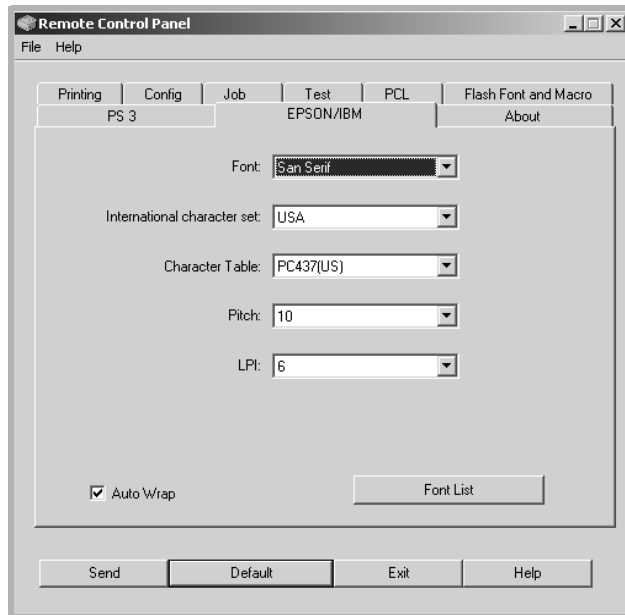 Remote Control Panel
File Help
Printing Config Job Test PCL Flash Font and Macro
PS 3 EPSON/IBM About
Font: San Serif
International character set: USA
Character Table: PC437(US)
Pitch: 10
LPI: 6
Auto Wrap Font List
Send Default Exit Help